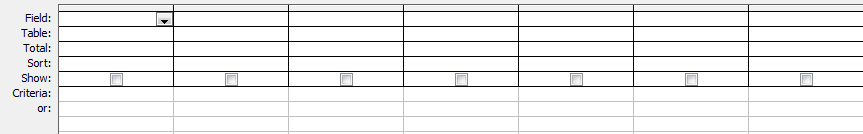 Field:
Table:
Total:
Sort:
Show:
Criteria:
or: